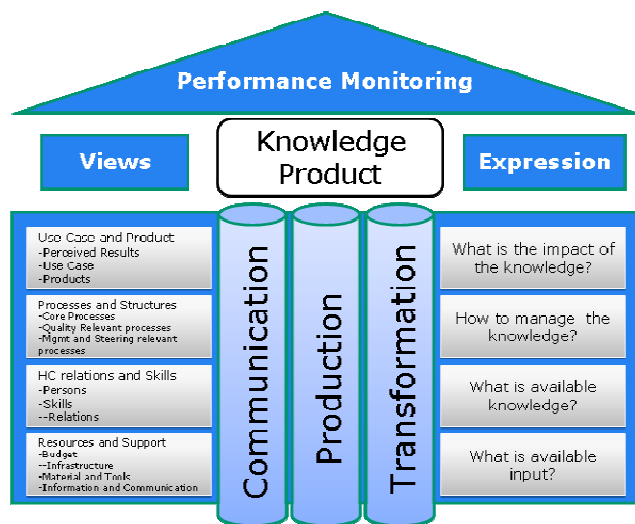 Performance Monitoring
Views
Knowledge
Product
Expression
Use Case and Product
-Perceived Results
-Use Case
-Products
Processes and Structures
-Core Processes
-Quality Relevant processes
-Mgmt and Steering relevant
processes
HC relations and Skills
-Persons
-Skills
--Relations
Resources and Support
-Budget
--Infrastructure
-Material and Tools
-Information and Communication
Communication
Production
Transformation
What is the impact of
the knowledge?
How to manage the
knowledge?
What is available
knowledge?
What is available
input?